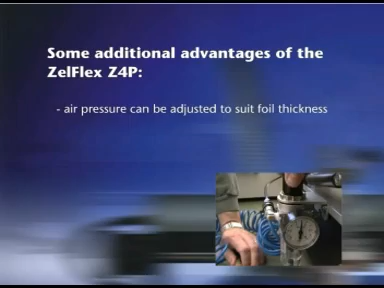 Some additional advantages of the
ZelFlex Z4P:
- air pressure can be adjusted to suit foil thickness